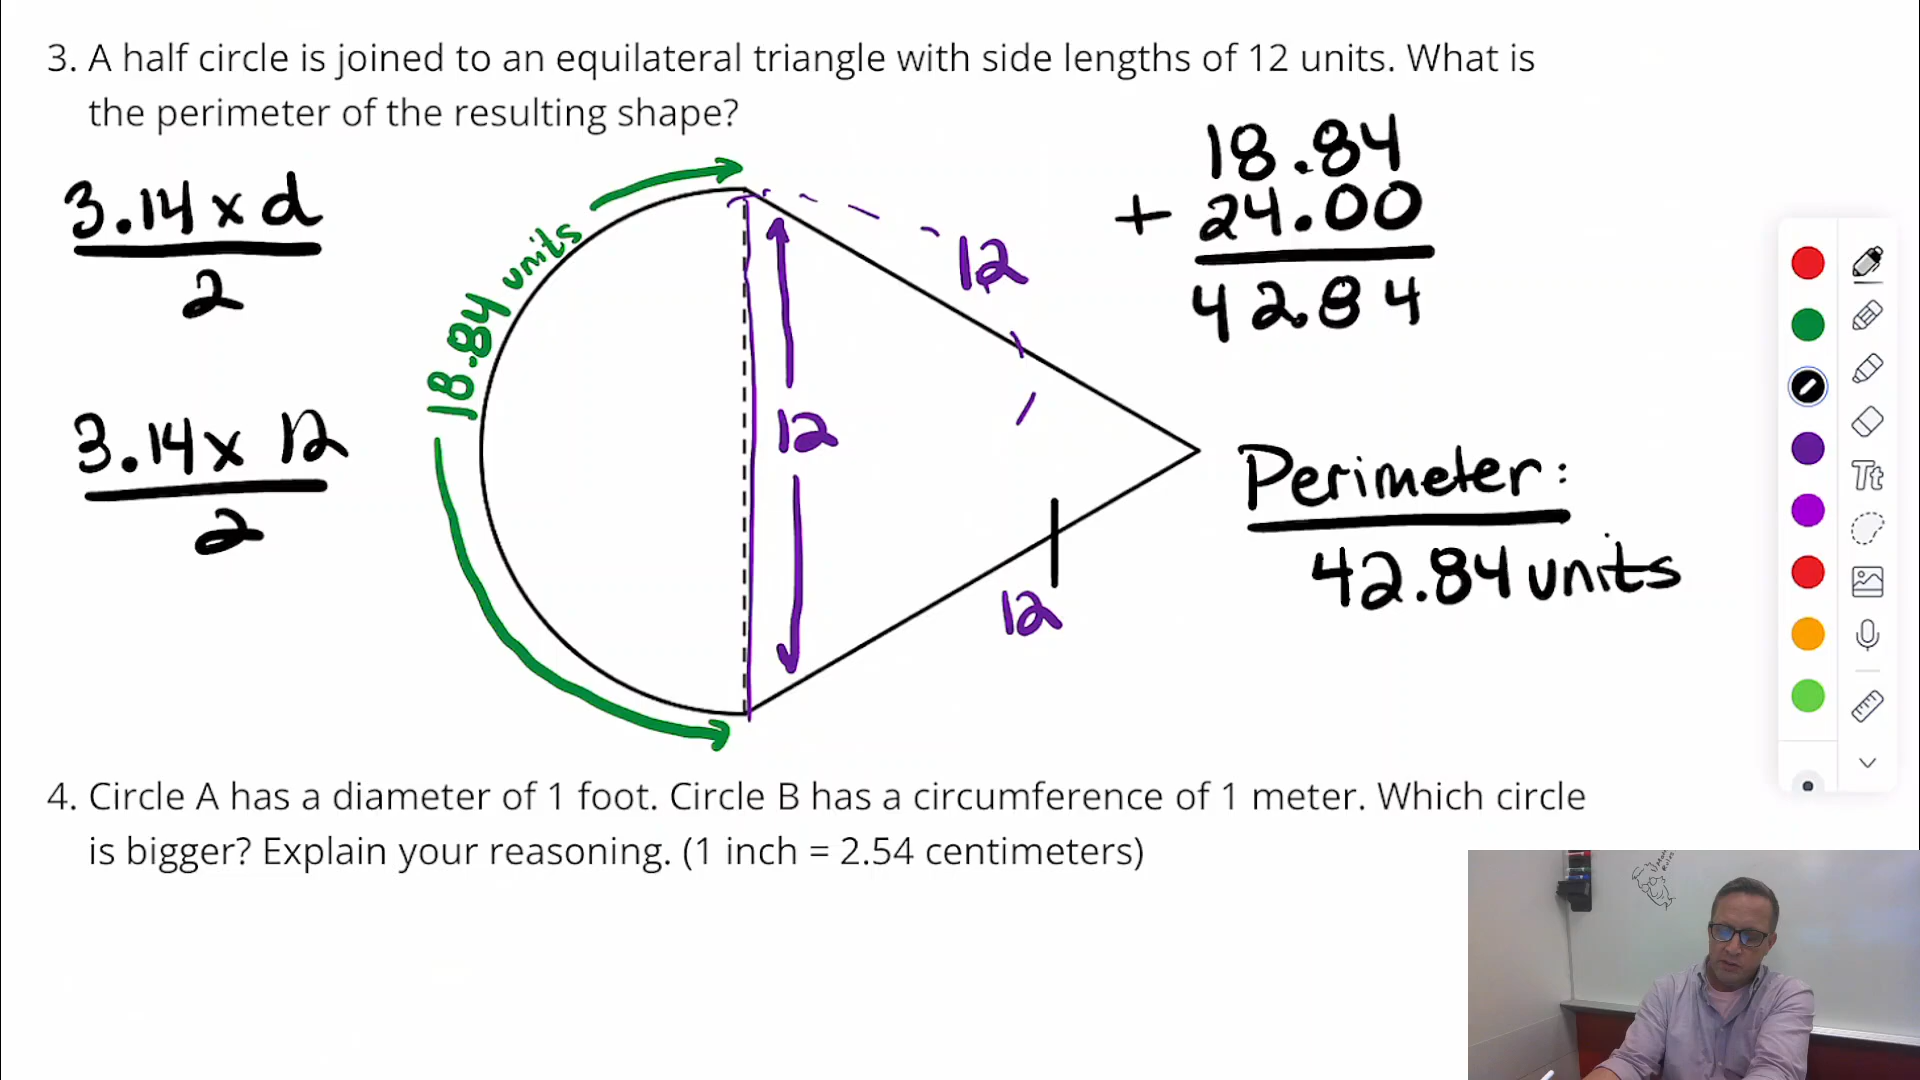 3. A half circle is joined to an equilateral triangle with side lengths of 12 units. What is
the perimeter of the resulting shape?
3.14 x d
2
3.14 x 12
2
18.84 units
12
12
12
18.84
+ 24.00
42.84
Perimeter:
42.84 units
Tt
4. Circle A has a diameter of 1 foot. Circle B has a circumference of 1 meter. Which circle
is bigger? Explain your reasoning. (1 inch = 2.54 centimeters)